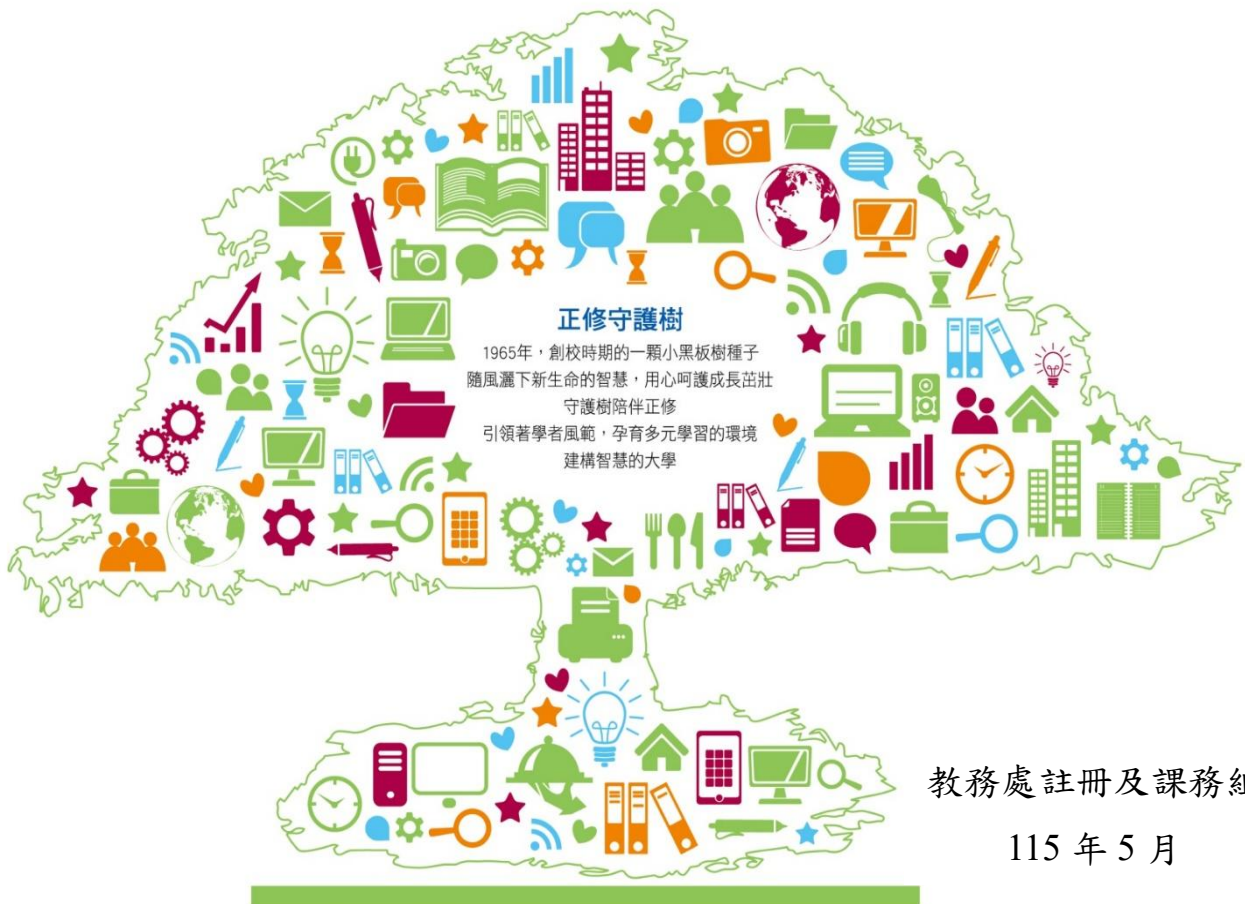 正修守護樹
1965年，創校時期的一顆小黑板樹種子
隨風灑下新生命的智慧，用心呵護成長茁壯
守護樹陪伴正修
引領著學者風範，孕育多元學習的環境
建構智慧的大學
教務處註冊及課務組
115 年 5 月